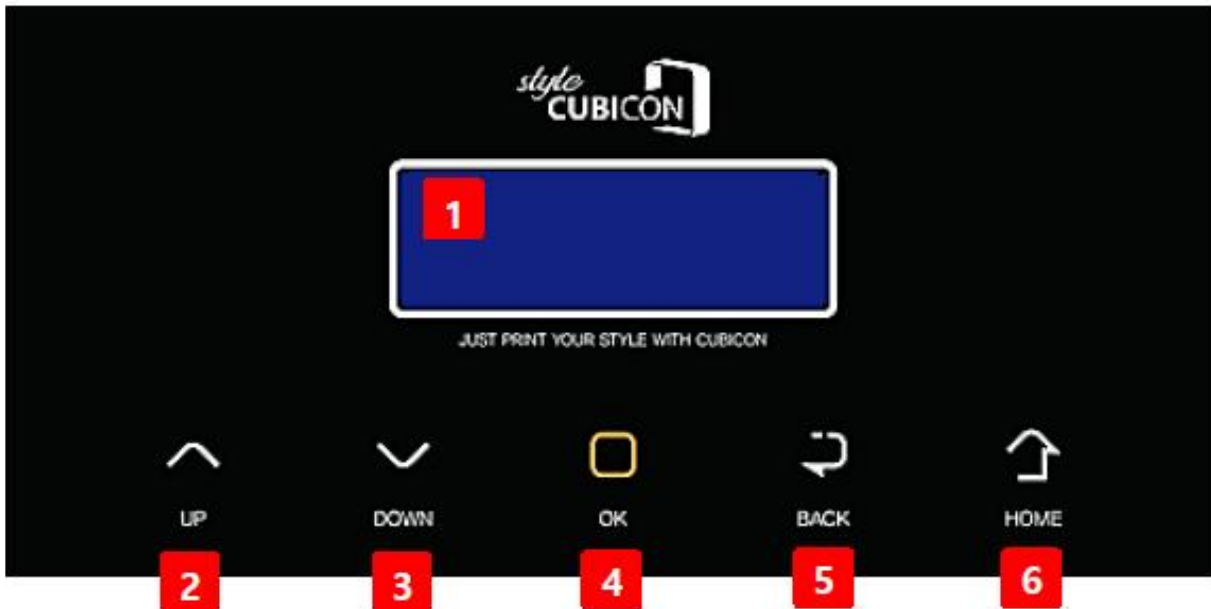 style
CUBICON
1
JUST PRINT YOUR STYLE WITH CUBICON
UP DOWN OK BACK HOME
2 3 4 5 6